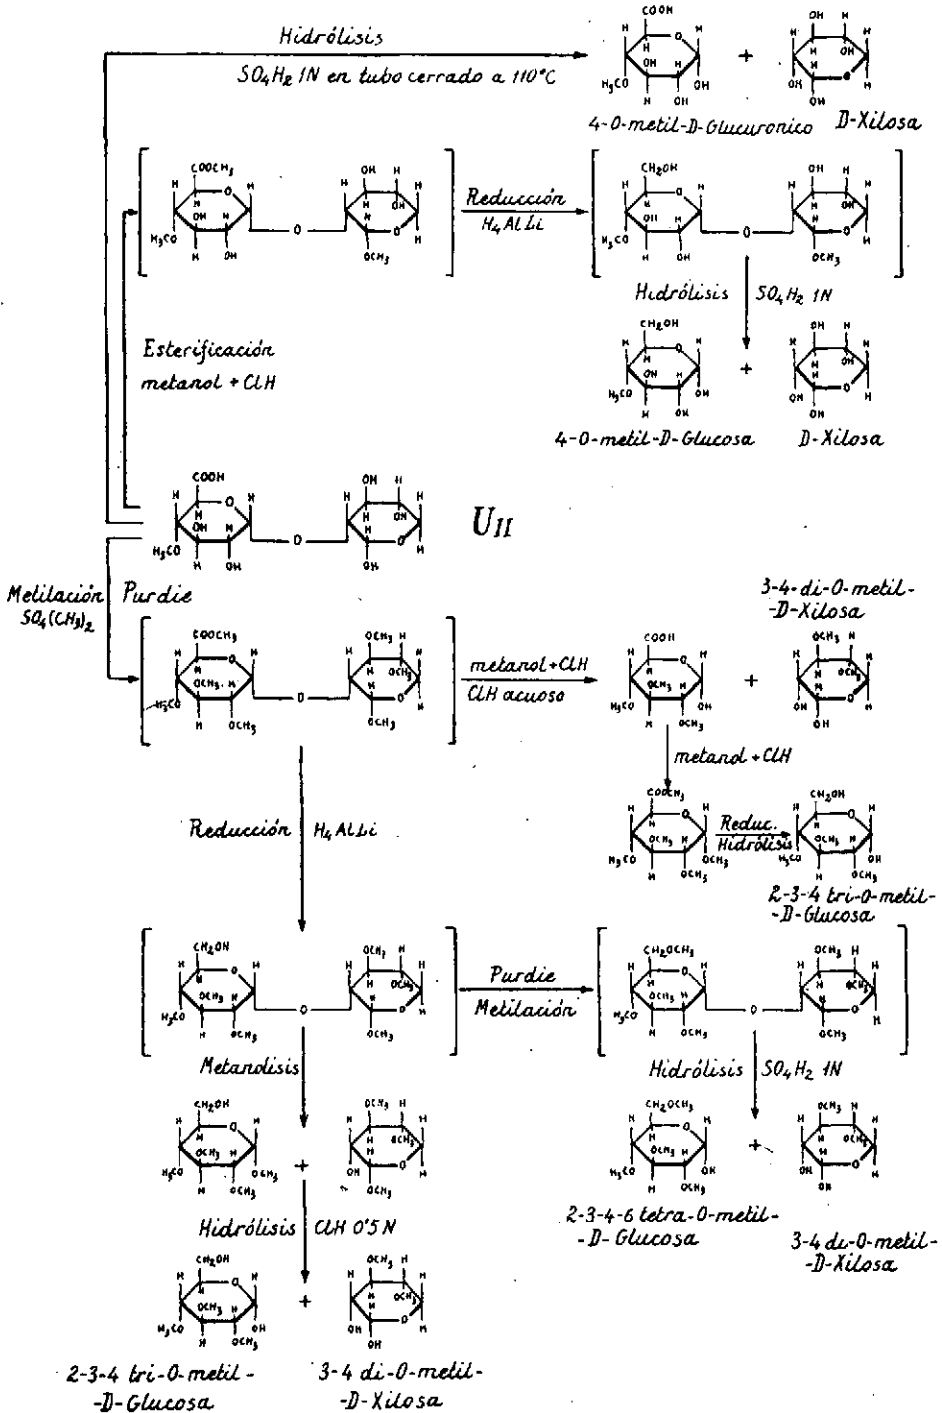 Hidrólisis
SO₄H₂ 1N en tubo cerrado a 110°C
4-O-metil-D-Glucuronico
D-Xilosa
Reducción
H₄AlLi
Hidrólisis SO₄H₂ 1N
Esterificación
metanol + ClH
4-O-metil-D-Glucosa
D-Xilosa
U_II
Metilación Purdie
SO₄(CH₃)₂
3-4-di-O-metil-
-D-Xilosa
metanol+ClH
ClH acuoso
metanol+ClH
Reducción H₄AlLi
Reduc.
Hidrólisis
2-3-4 tri-O-metil-
-D-Glucosa
Purdie
Metilación
Metanolisis
Hidrólisis SO₄H₂ 1N
Hidrólisis ClH 0'5 N
2-3-4-6 tetra-O-metil-
-D-Glucosa
3-4 di-O-metil-
-D-Xilosa
2-3-4 tri-O-metil-
-D-Glucosa
3-4 di-O-metil-
-D-Xilosa